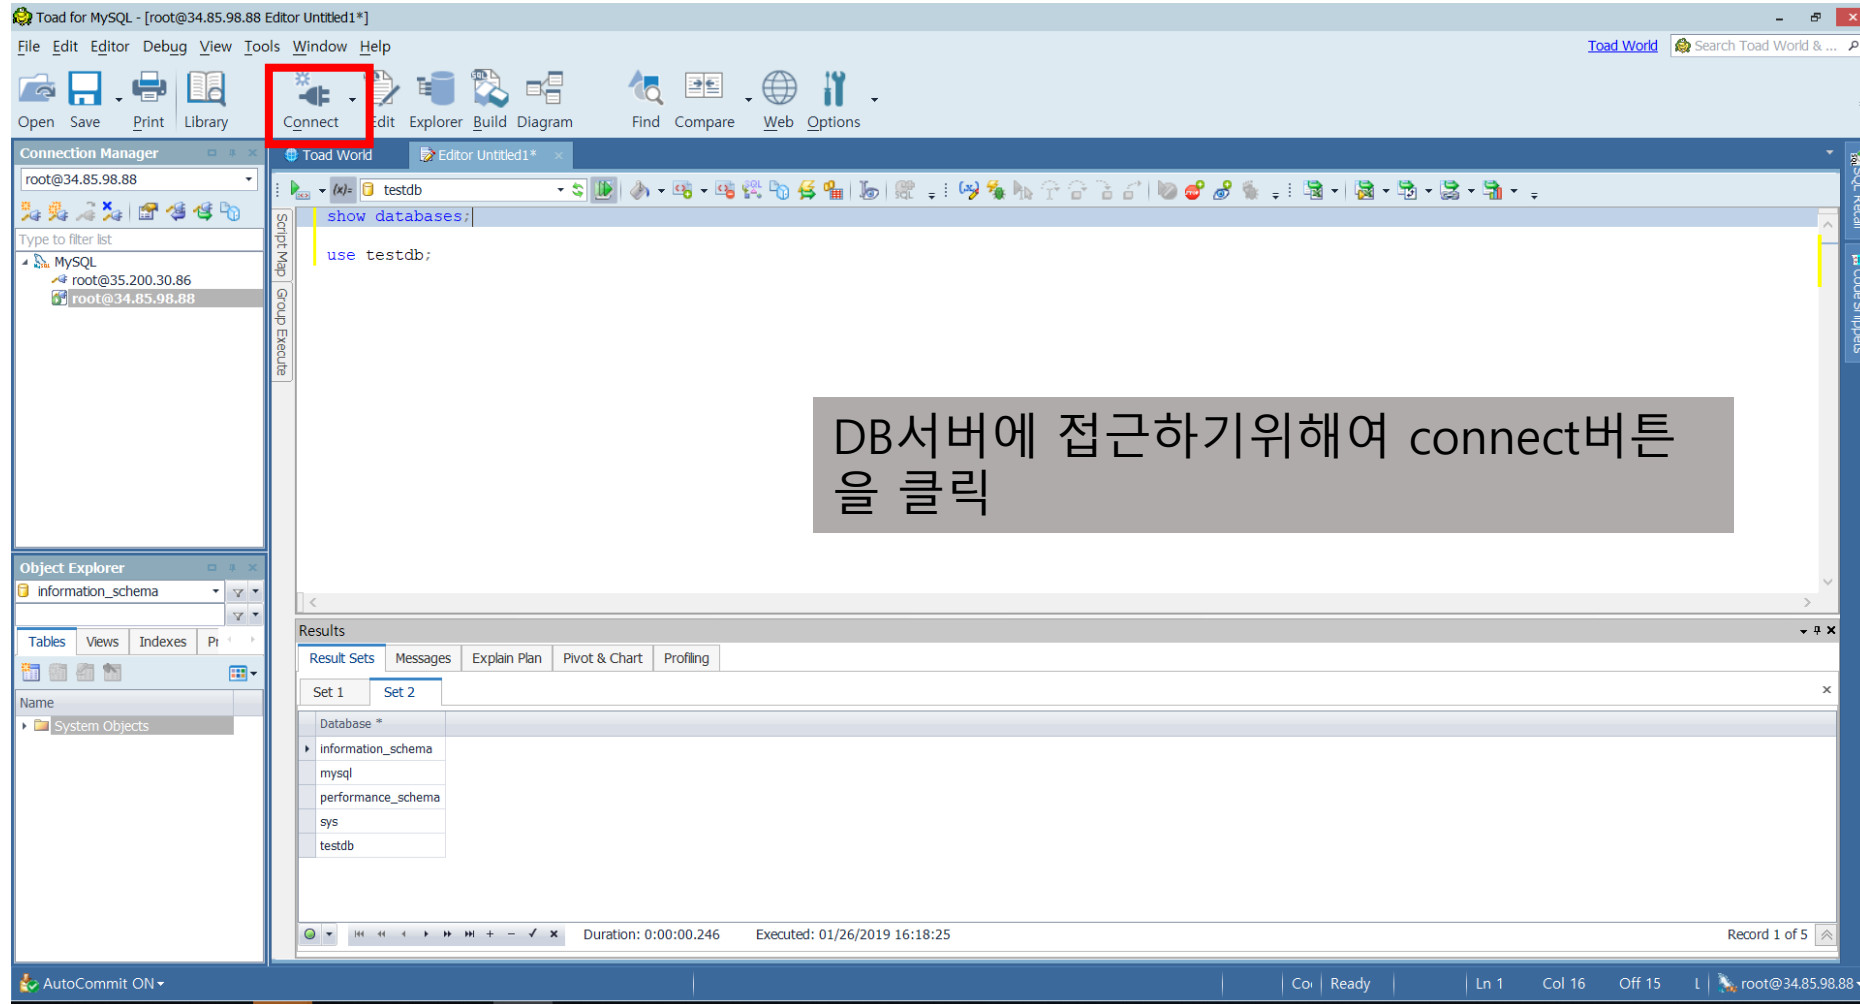 Toad for MySQL - [root@34.85.98.88 Editor Untitled1*]
File Edit Editor Debug View Tools Window Help
Toad World
Search Toad World & ...
Open Save Print Library Connect Edit Explorer Build Diagram Find Compare Web Options
Connection Manager
root@34.85.98.88
Type to filter list
MySQL
root@35.200.30.86
root@34.85.98.88
Toad World
Editor Untitled1*
(x)= testdb
Script Map
Group Execute
show databases;
use testdb;
DB서버에 접근하기위해여 connect버튼
을 클릭
SQL Recall
Code Snippets
Object Explorer
information_schema
Tables Views Indexes
Name
System Objects
Results
Result Sets Messages Explain Plan Pivot & Chart Profiling
Set 1 Set 2
Database *
information_schema
mysql
performance_schema
sys
testdb
Duration: 0:00:00.246 Executed: 01/26/2019 16:18:25
Record 1 of 5
AutoCommit ON
Ready
Ln 1 Col 16 Off 15
root@34.85.98.88